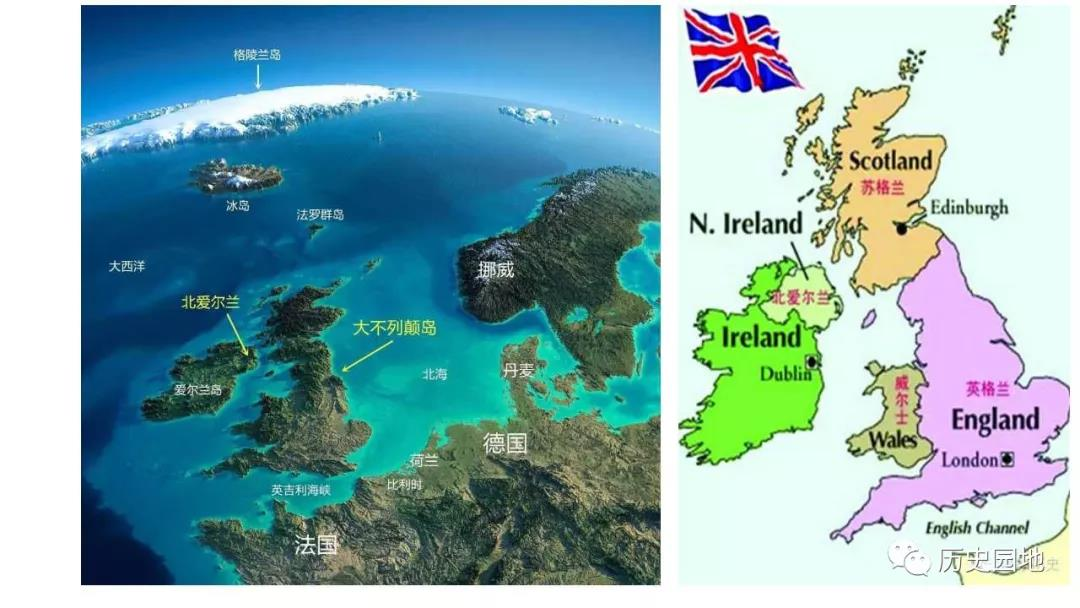 格陵兰岛
冰岛
法罗群岛
大西洋
挪威
北爱尔兰
大不列颠岛
爱尔兰岛
北海
丹麦
德国
荷兰
比利时
英吉利海峡
法国
Scotland
苏格兰
Edinburgh
N. Ireland
北爱尔兰
Ireland
Dublin
威尔士
Wales
英格兰
England
London
English Channel
历史园地
史